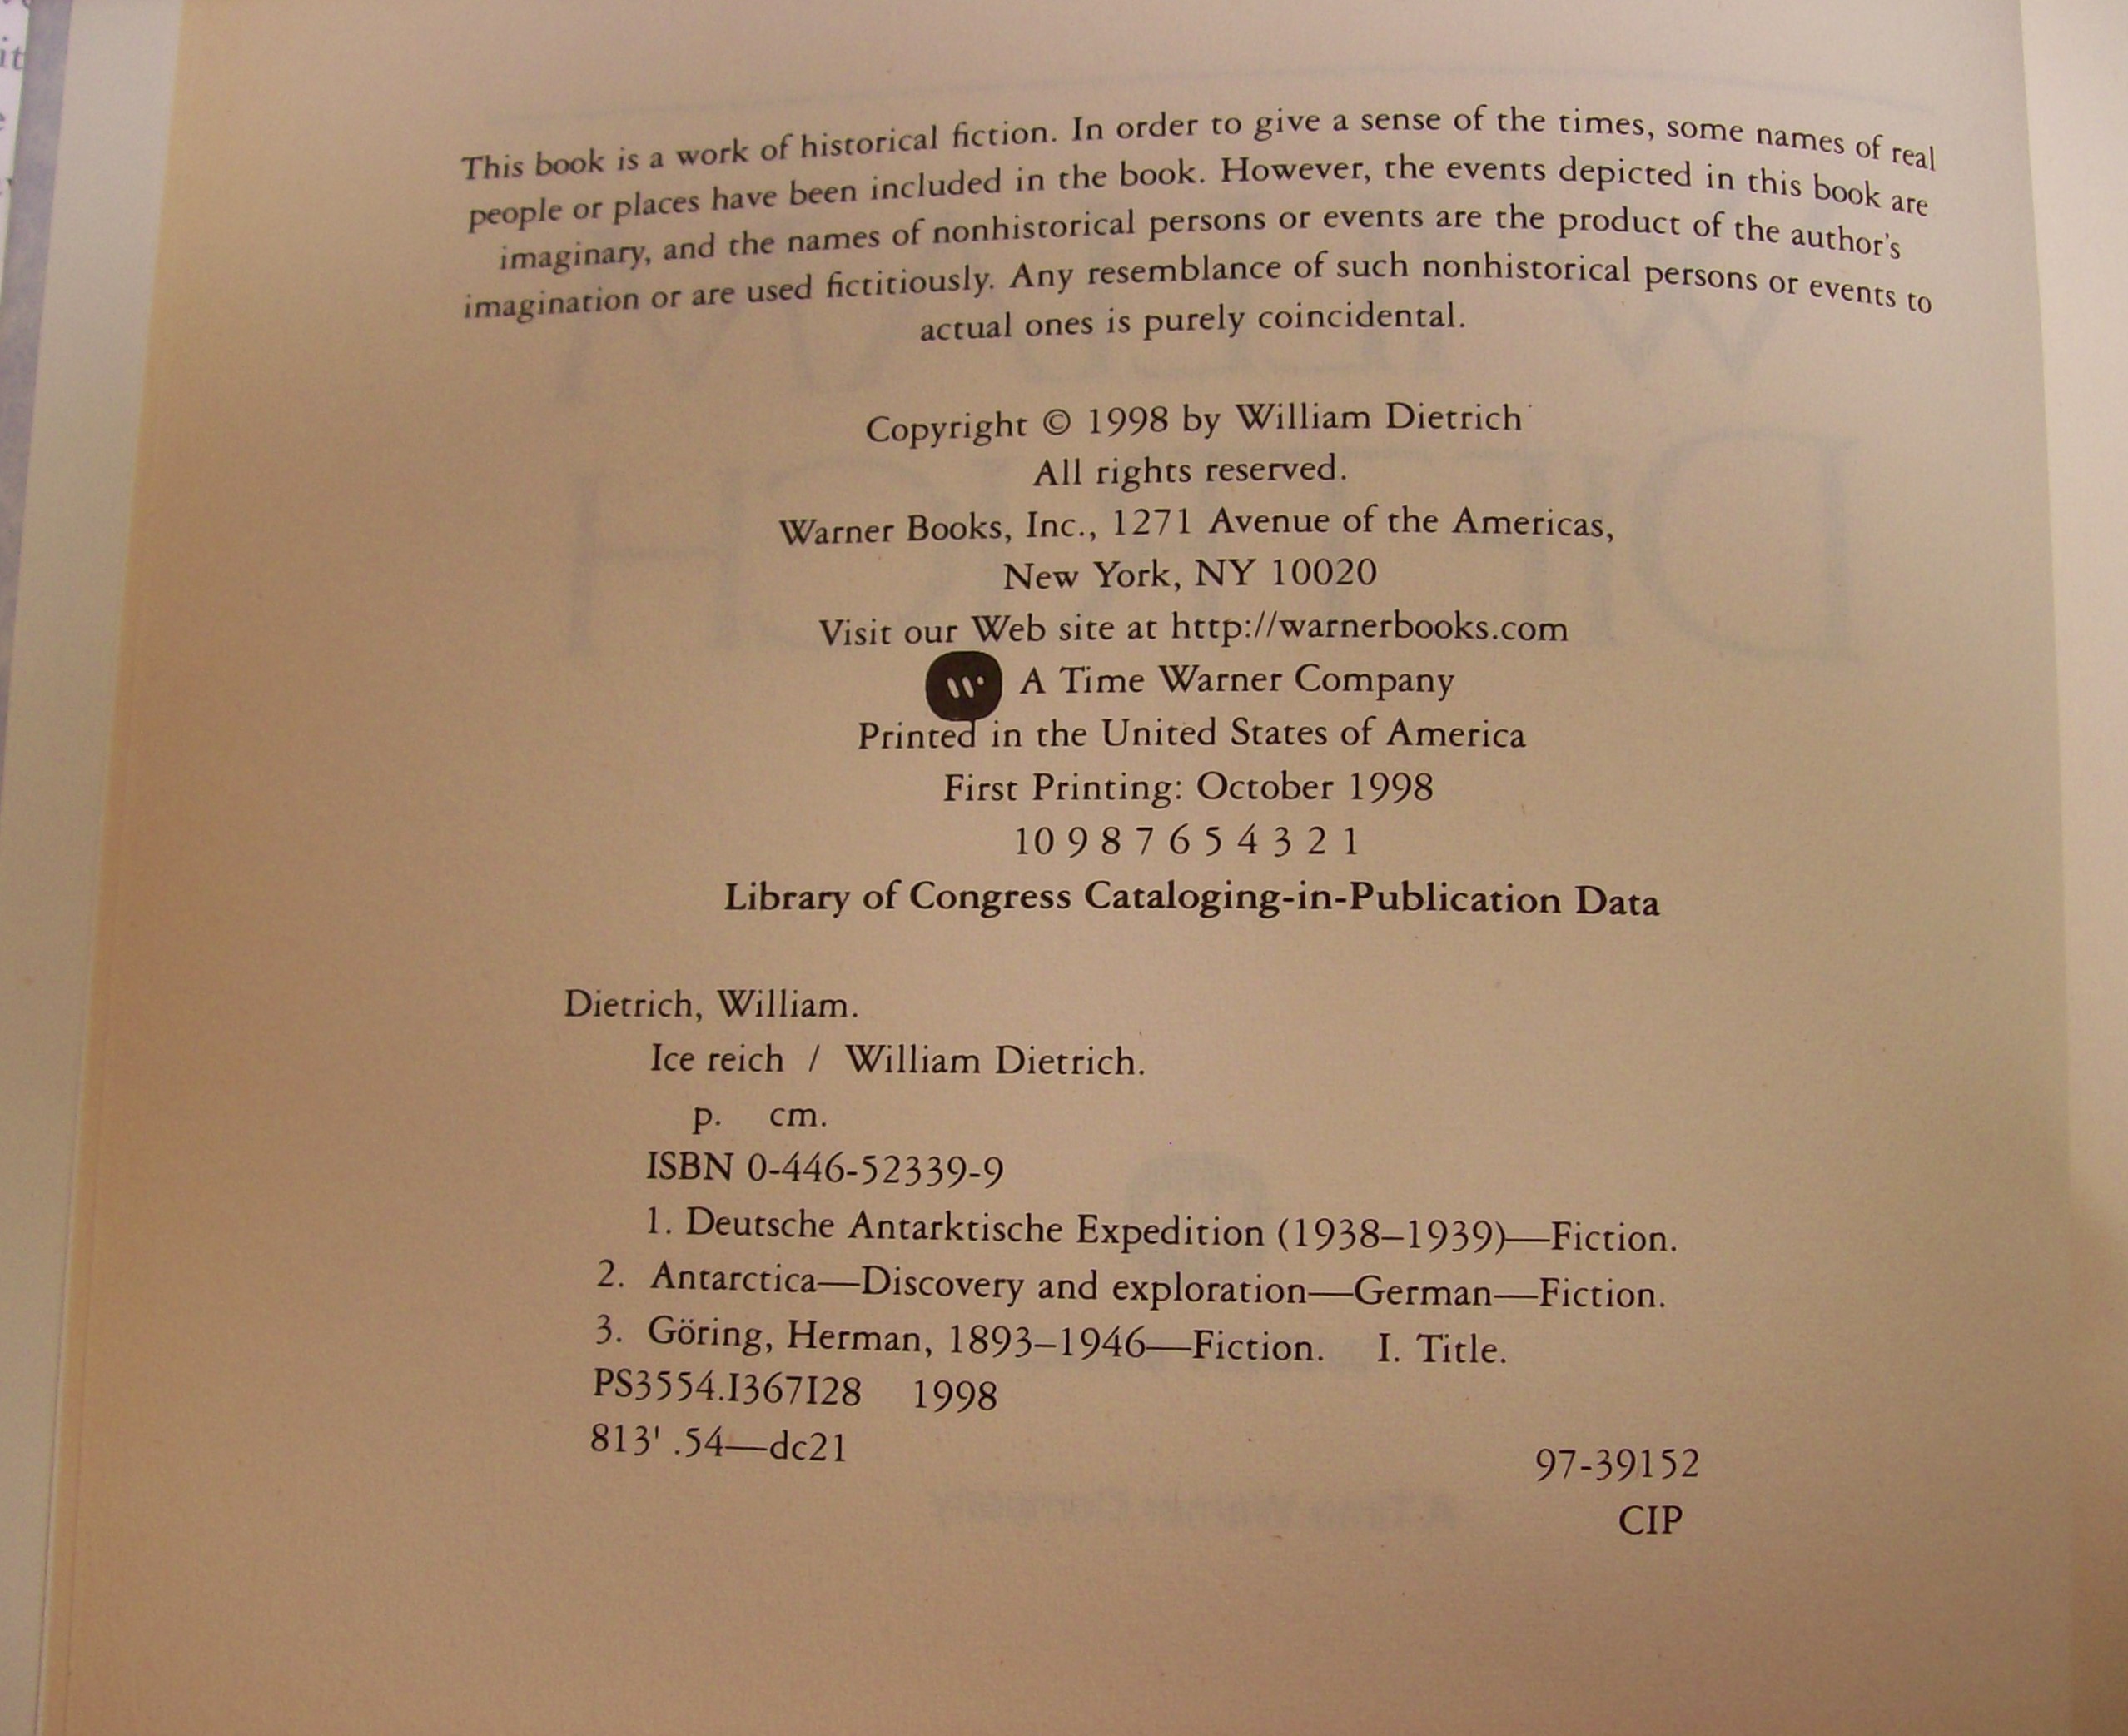 This book is a work of historical fiction. In order to give a sense of the times, some names of real
people or places have been included in the book. However, the events depicted in this book are
imaginary, and the names of nonhistorical persons or events are the product of the author's
imagination or are used fictitiously. Any resemblance of such nonhistorical persons or events to
actual ones is purely coincidental.
Copyright © 1998 by William Dietrich
All rights reserved.
Warner Books, Inc., 1271 Avenue of the Americas,
New York, NY 10020
Visit our Web site at http://warnerbooks.com
A Time Warner Company
Printed in the United States of America
First Printing: October 1998
10 9 8 7 6 5 4 3 2 1
Library of Congress Cataloging-in-Publication Data
Dietrich, William.
Ice reich / William Dietrich.
p. cm.
ISBN 0-446-52339-9
1. Deutsche Antarktische Expedition (1938–1939)—Fiction.
2. Antarctica—Discovery and exploration—German—Fiction.
3. Göring, Herman, 1893–1946—Fiction. I. Title.
PS3554.I367I28 1998
813' .54—dc21
97-39152
CIP